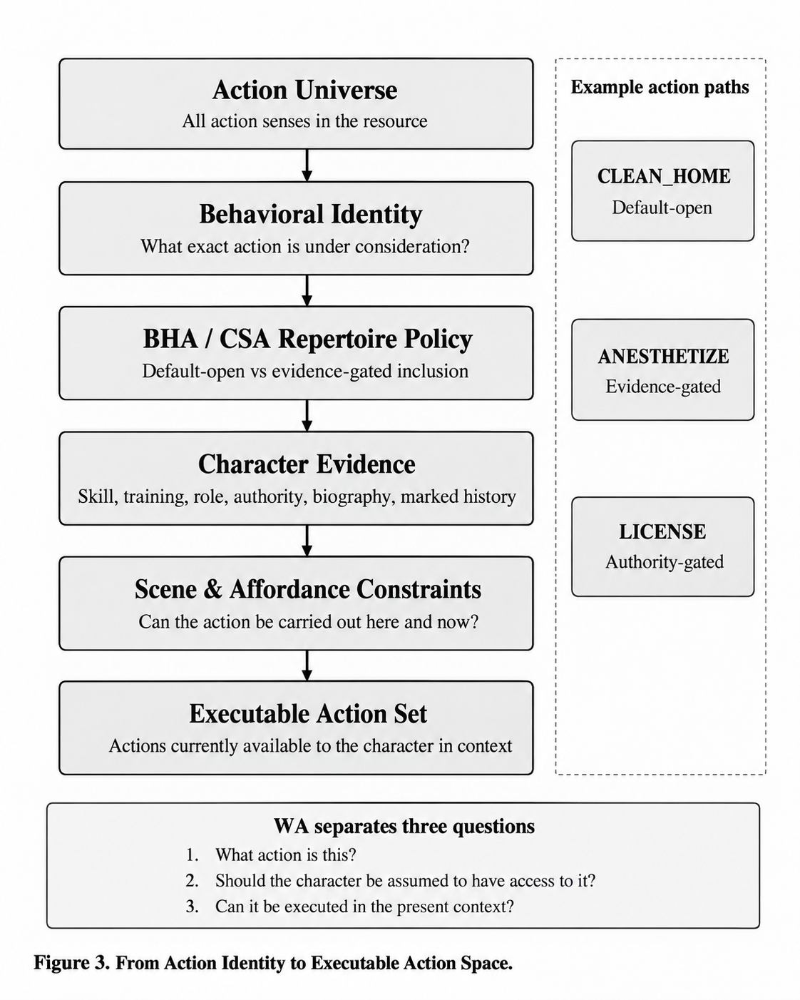 Action Universe
All action senses in the resource
Behavioral Identity
What exact action is under consideration?
BHA / CSA Repertoire Policy
Default-open vs evidence-gated inclusion
Character Evidence
Skill, training, role, authority, biography, marked history
Scene & Affordance Constraints
Can the action be carried out here and now?
Executable Action Set
Actions currently available to the character in context
Example action paths
CLEAN_HOME
Default-open
ANESTHETIZE
Evidence-gated
LICENSE
Authority-gated
WA separates three questions
1. What action is this?
2. Should the character be assumed to have access to it?
3. Can it be executed in the present context?
Figure 3. From Action Identity to Executable Action Space.